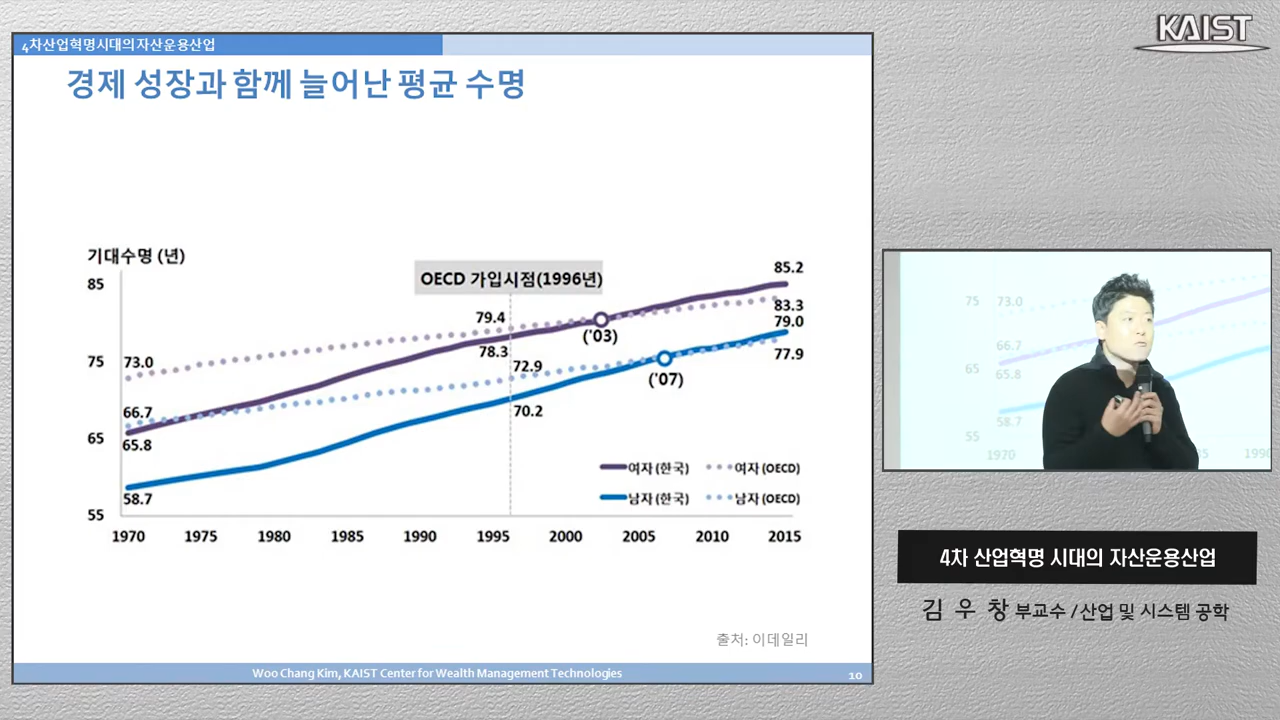 KAIST
4차산업혁명시대의자산운용산업
경제 성장과 함께 늘어난 평균 수명
기대수명 (년)
OECD 가입시점(1996년)
85
75
65
55
73.0
66.7
65.8
58.7
79.4
78.3
72.9
70.2
('03)
('07)
85.2
83.3
79.0
77.9
여자 (한국)
여자 (OECD)
남자 (한국)
남자 (OECD)
1970 1975 1980 1985 1990 1995 2000 2005 2010 2015
출처: 이데일리
Woo Chang Kim, KAIST Center for Wealth Management Technologies
10
75 73.0
66.7
65 65.8
58.7
55
1970
1990
4차 산업혁명 시대의 자산운용산업
김 우 창 부교수 / 산업 및 시스템 공학